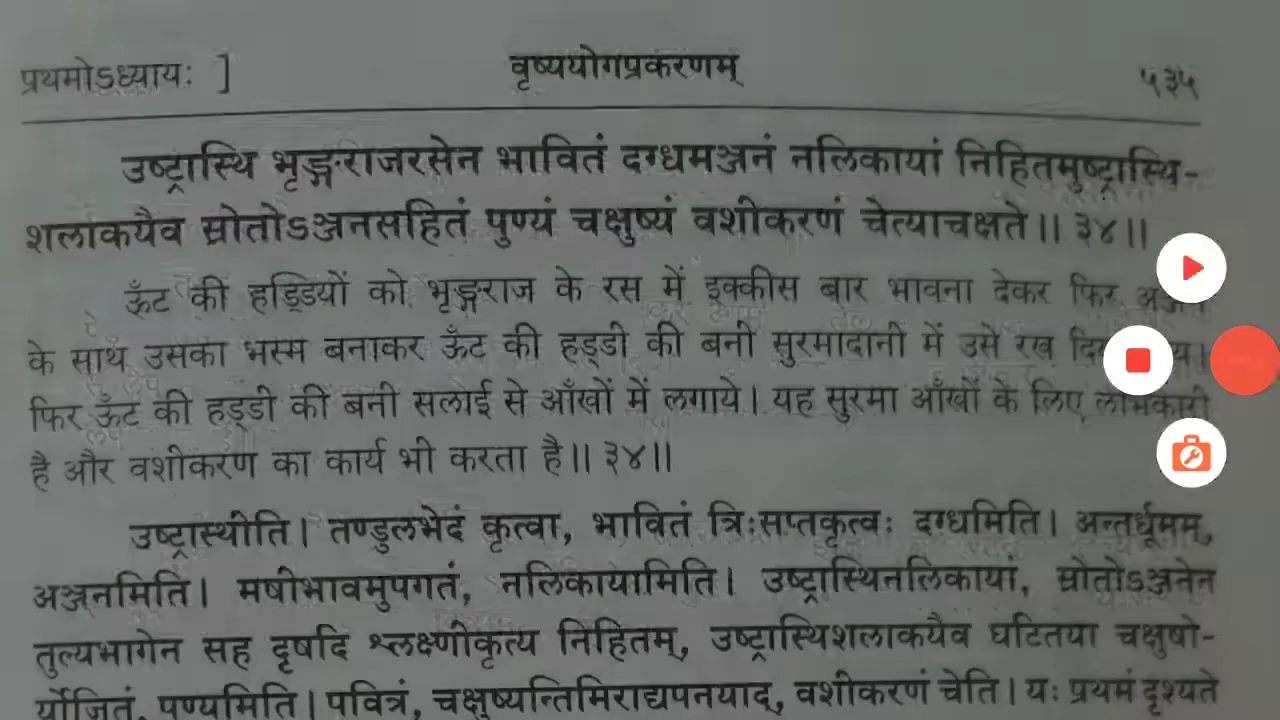 प्रथमोऽध्यायः ] वृष्ययोगप्रकरणम् ५३५
उष्ट्रास्थि भृङ्गराजरसेन भावितं दग्धमञ्जनं नलिकायां निहितमुष्ट्रास्थि-
शलाकयैव स्रोतोऽञ्जनसहितं पुण्यं चक्षुष्यं वशीकरणं चेत्याचक्षते॥ ३४॥
ऊँट की हड्डियों को भृङ्गराज के रस में इक्कीस बार भावना देकर फिर
के साथ उसका भस्म बनाकर ऊँट की हड्डी की बनी सुरमादानी में उसे रख
फिर ऊँट की हड्डी की बनी सलाई से आँखों में लगाये। यह सुरमा आँखों के लिए लाभकारी
है और वशीकरण का कार्य भी करता है॥ ३४॥
उष्ट्रास्थीति। तण्डुलभेदं कृत्वा, भावितं त्रिःसप्तकृत्वः दग्धमिति। अन्तर्धूमम्,
अञ्जनमिति। मषीभावमुपगतं, नलिकायामिति। उष्ट्रास्थिनलिकायां, स्रोतोऽञ्जनेन
तुल्यभागेन सह दृषदि श्लक्ष्णीकृत्य निहितम्, उष्ट्रास्थिशलाकयैव घटितया चक्षुषो-
र्योजितं, पुण्यमिति। पवित्रं, चक्षुष्यन्तिमिराद्यपनयाद्, वशीकरणं चेति। यः प्रथमं दृश्यते